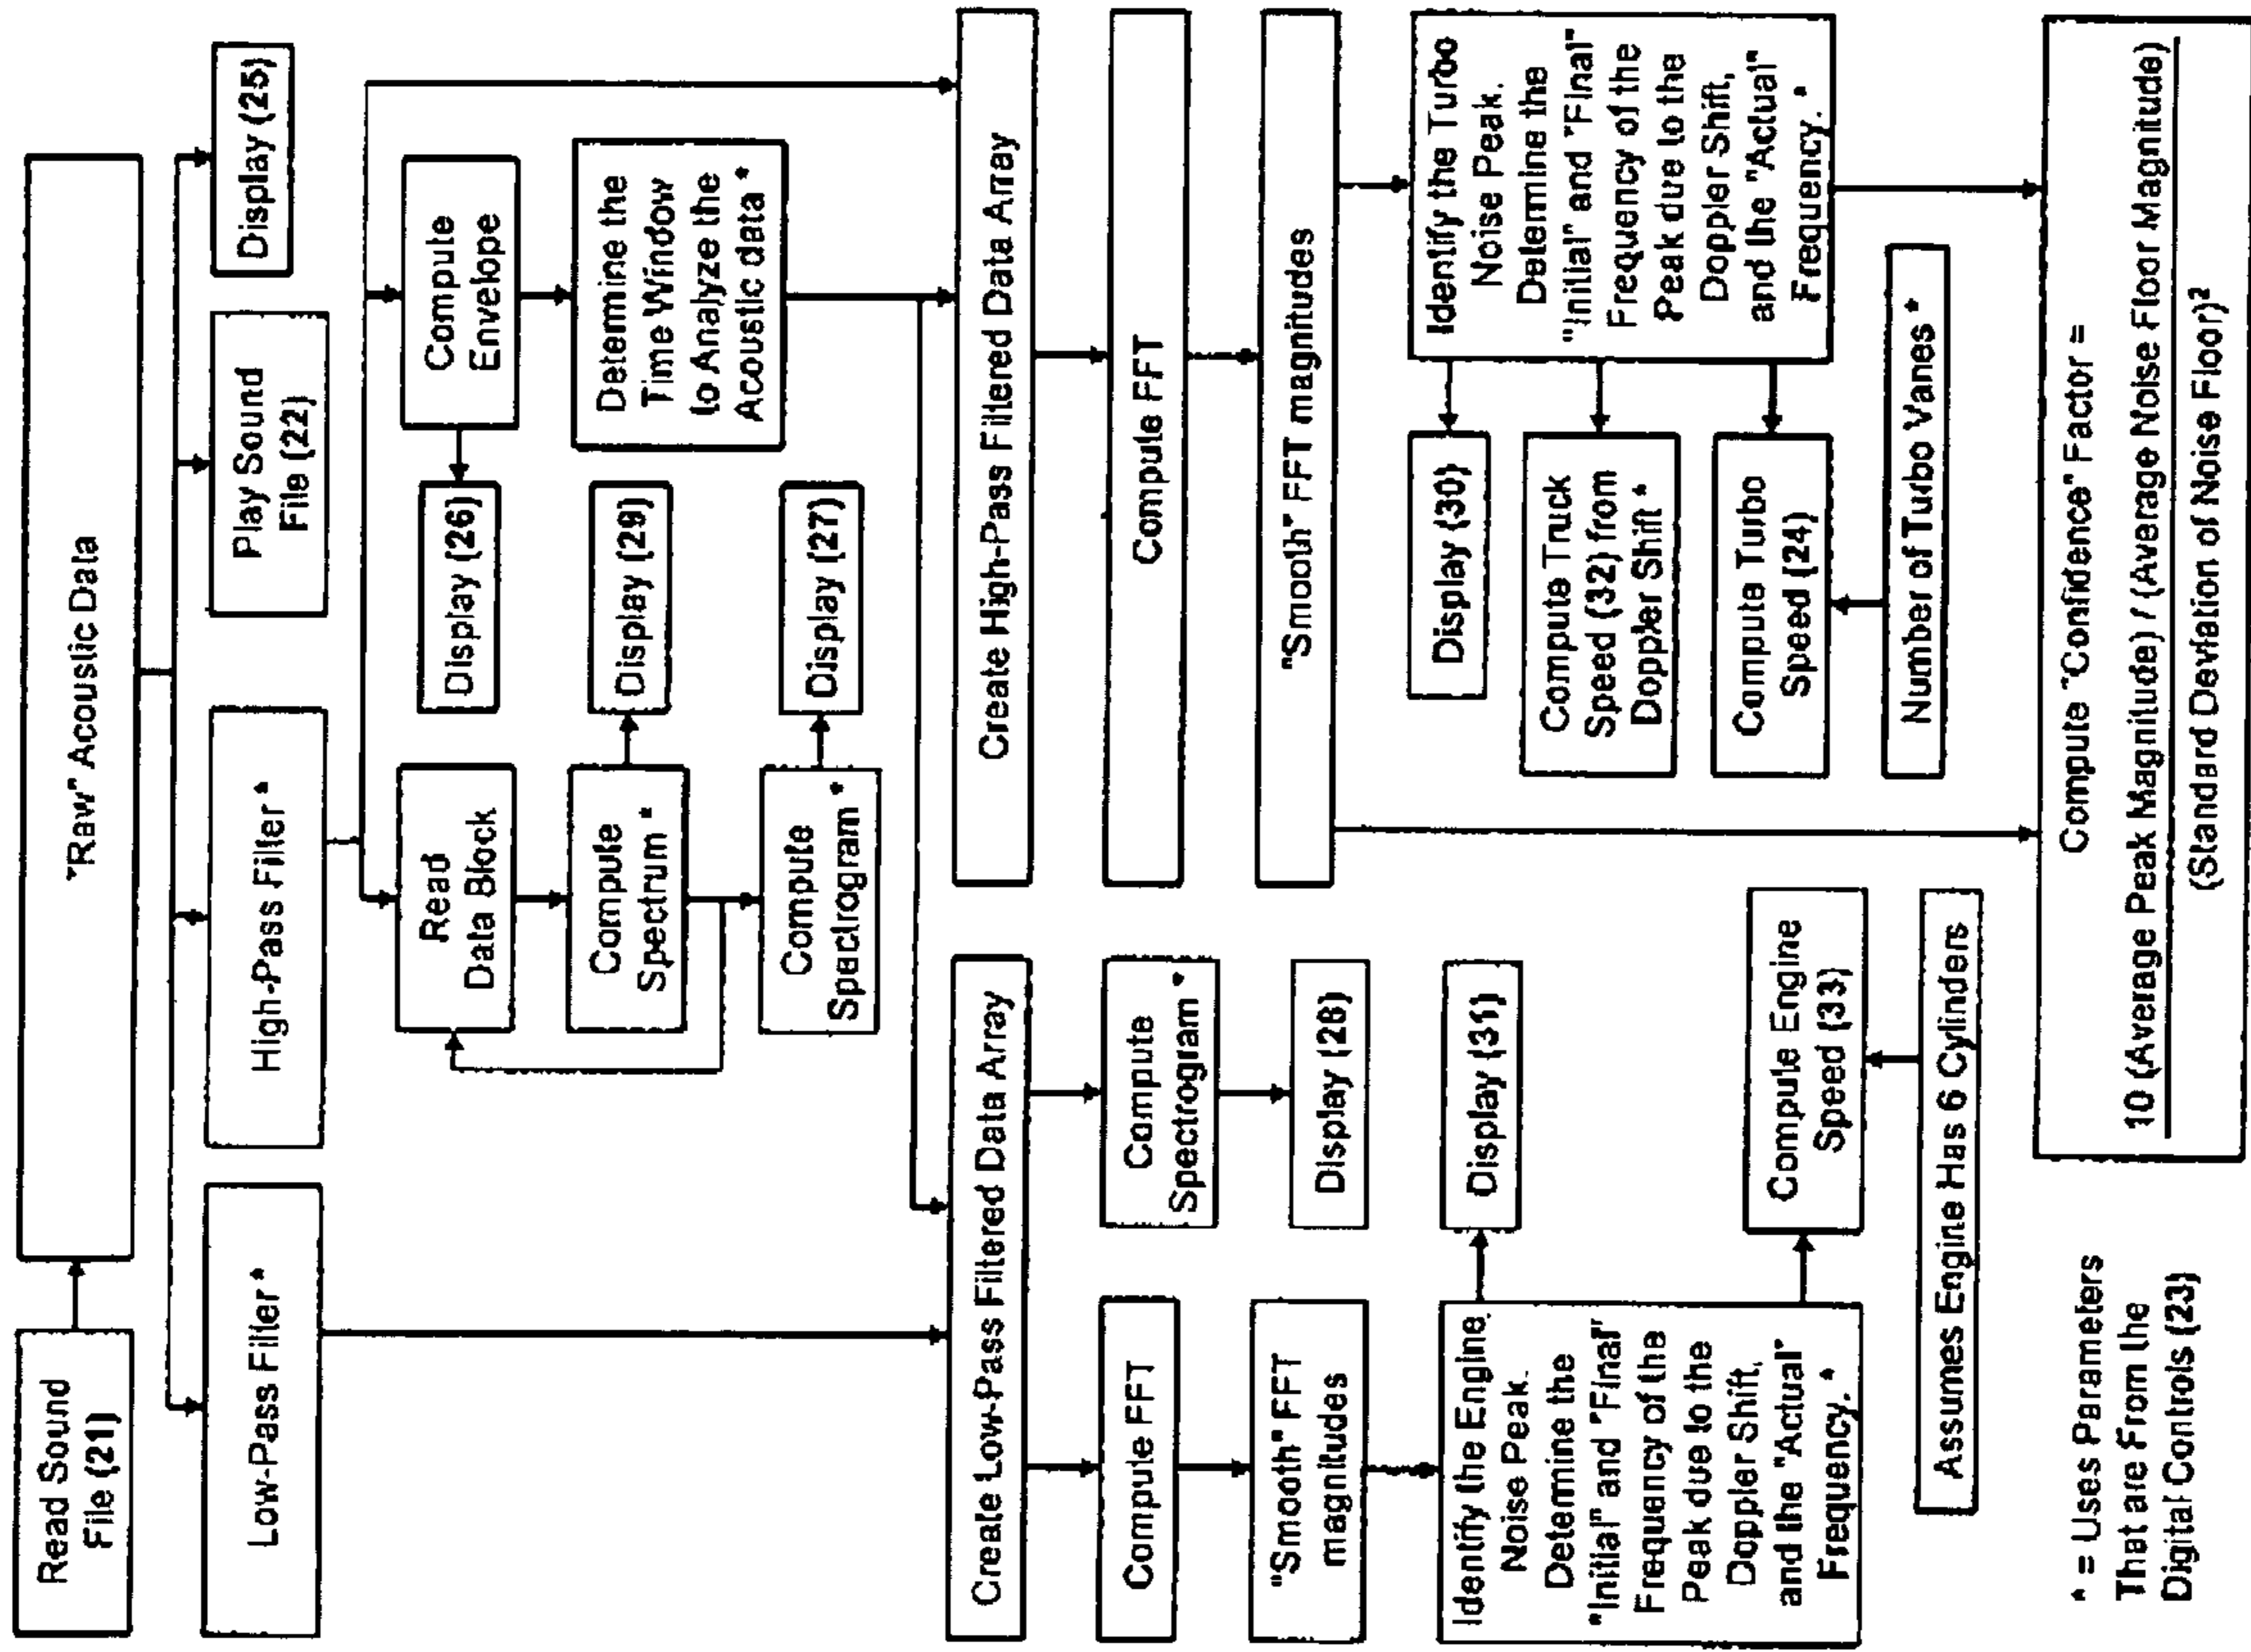 Read Sound
File (21)
"Raw" Acoustic Data
Low-Pass Filter *
High-Pass Filter *
Play Sound
File (22)
Display (25)
Read
Data Block
Compute
Spectrum *
Compute
Spectrogram *
Display (26)
Display (29)
Display (27)
Compute
Envelope
Determine the
Time Window
to Analyze the
Acoustic data *
Create Low-Pass Filtered Data Array
Create High-Pass Filtered Data Array
Compute FFT
Compute
Spectrogram *
Compute FFT
"Smooth" FFT
magnitudes
Display (28)
"Smooth" FFT magnitudes
Identify the Engine
Noise Peak.
Determine the
"Initial" and "Final"
Frequency of the
Peak due to the
Doppler Shift,
and the "Actual"
Frequency. *
Display (31)
Compute Engine
Speed (33)
Assumes Engine Has 6 Cylinders
Display (30)
Compute Truck
Speed (32) from
Doppler Shift *
Compute Turbo
Speed (24)
Number of Turbo Vanes *
Identify the Turbo
Noise Peak.
Determine the
"Initial" and "Final"
Frequency of the
Peak due to the
Doppler Shift,
and the "Actual"
Frequency. *
* = Uses Parameters
That are From the
Digital Controls (23)
Compute "Confidence" Factor =
10 (Average Peak Magnitude) / (Average Noise Floor Magnitude)
(Standard Deviation of Noise Floor)²